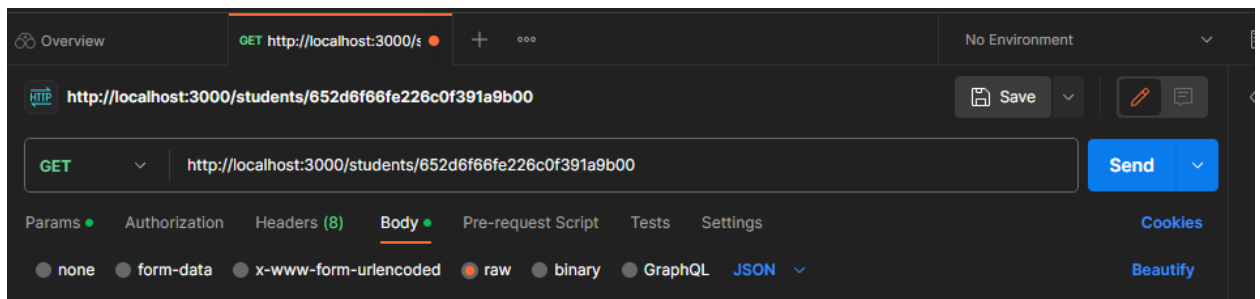 Overview GET http://localhost:3000/s No Environment
HTTP http://localhost:3000/students/652d6f66fe226c0f391a9b00 Save
GET http://localhost:3000/students/652d6f66fe226c0f391a9b00 Send
Params Authorization Headers (8) Body Pre-request Script Tests Settings Cookies
none form-data x-www-form-urlencoded raw binary GraphQL JSON Beautify